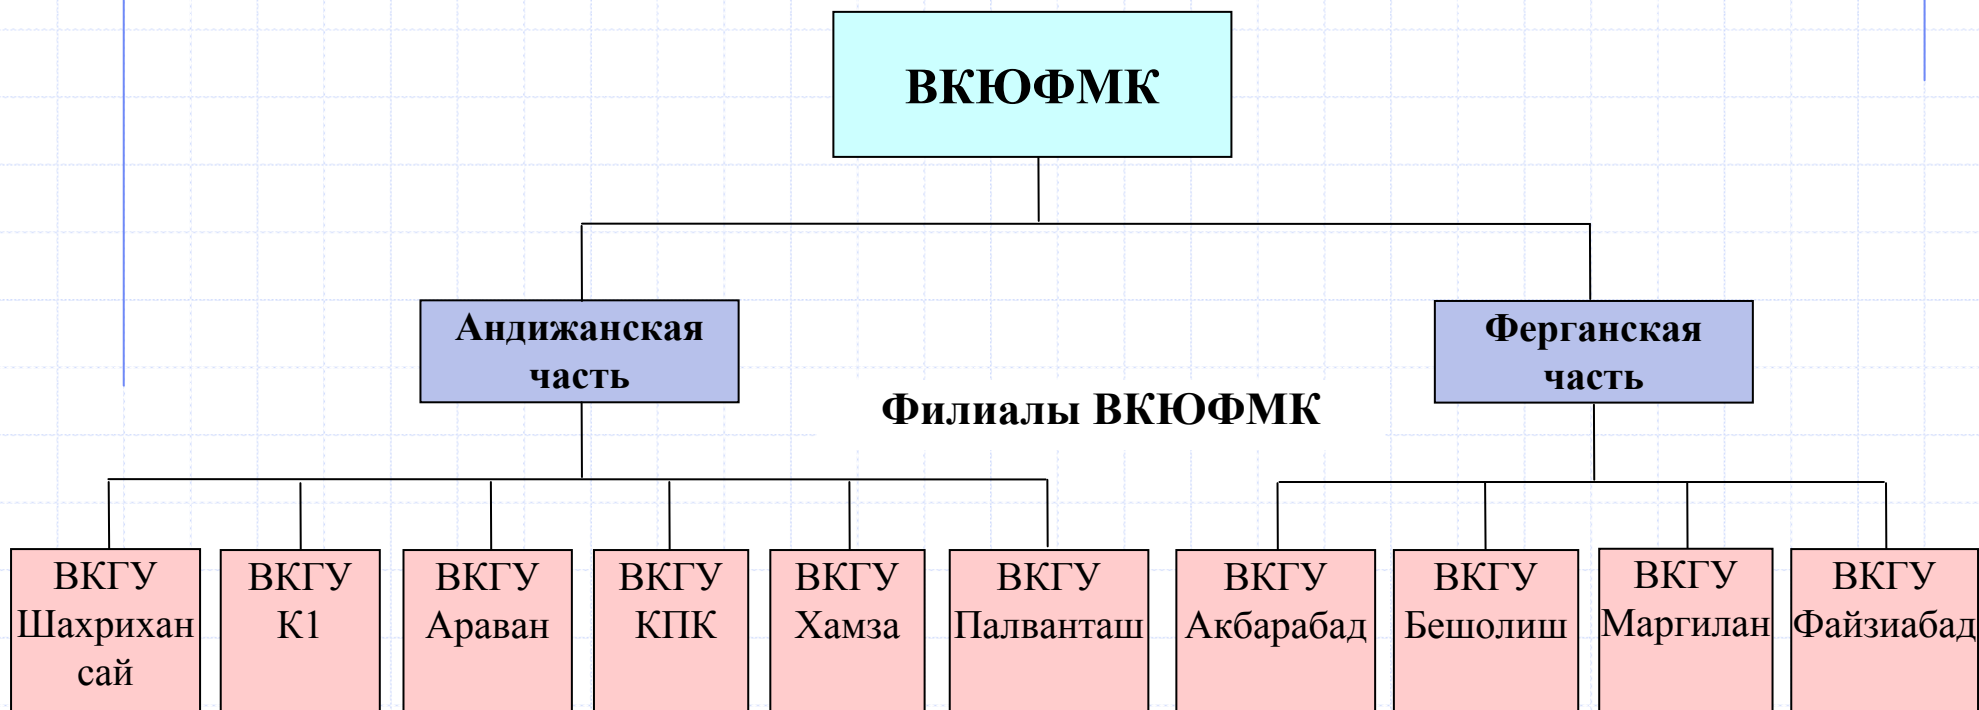 ВКЮФМК
Андижанская
часть
Ферганская
часть
Филиалы ВКЮФМК
ВКГУ
Шахрихан
сай
ВКГУ
К1
ВКГУ
Араван
ВКГУ
КПК
ВКГУ
Хамза
ВКГУ
Палванташ
ВКГУ
Акбарабад
ВКГУ
Бешолиш
ВКГУ
Маргилан
ВКГУ
Файзиабад